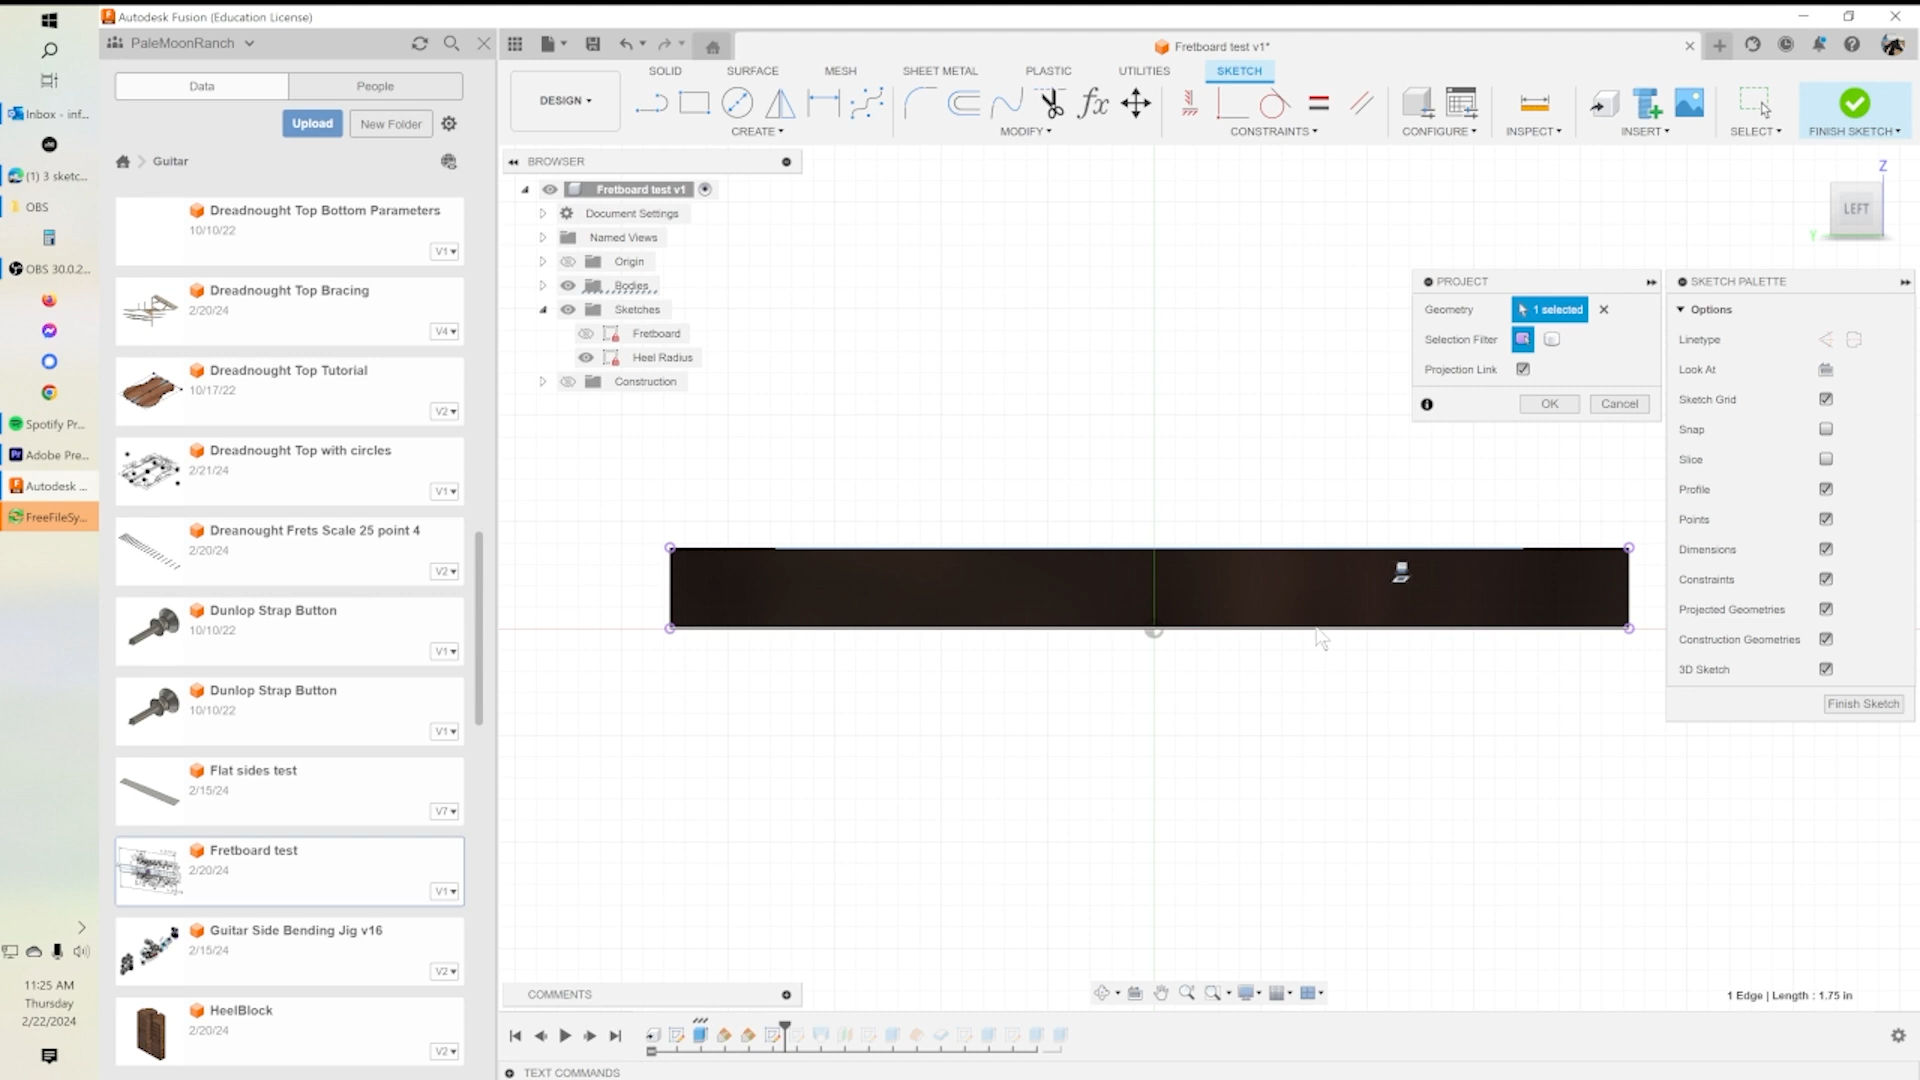 Autodesk Fusion (Education License)
PaleMoonRanch
Fretboard test v1*
Data
People
Upload
New Folder
Guitar
SOLID
SURFACE
MESH
SHEET METAL
PLASTIC
UTILITIES
SKETCH
DESIGN
CREATE
MODIFY
CONSTRAINTS
CONFIGURE
INSPECT
INSERT
SELECT
FINISH SKETCH
Inbox - inf...
(1) 3 sketc...
OBS
OBS 30.0.2...
Spotify Pr...
Adobe Pre...
Autodesk ...
FreeFileSy...
11:25 AM
Thursday
2/22/2024
Dreadnought Top Bottom Parameters
10/10/22
V1
Dreadnought Top Bracing
2/20/24
V4
Dreadnought Top Tutorial
10/17/22
V2
Dreadnought Top with circles
2/21/24
V1
Dreanought Frets Scale 25 point 4
2/20/24
V2
Dunlop Strap Button
10/10/22
V1
Dunlop Strap Button
10/10/22
V1
Flat sides test
2/15/24
V7
Fretboard test
2/20/24
V1
Guitar Side Bending Jig v16
2/15/24
V2
HeelBlock
2/20/24
V2
BROWSER
Fretboard test v1
Document Settings
Named Views
Origin
Bodies
Sketches
Fretboard
Heel Radius
Construction
Z
LEFT
Y
PROJECT
Geometry
1 selected
Selection Filter
Projection Link
OK
Cancel
SKETCH PALETTE
Options
Linetype
Look At
Sketch Grid
Snap
Slice
Profile
Points
Dimensions
Constraints
Projected Geometries
Construction Geometries
3D Sketch
Finish Sketch
COMMENTS
1 Edge | Length : 1.75 in
TEXT COMMANDS